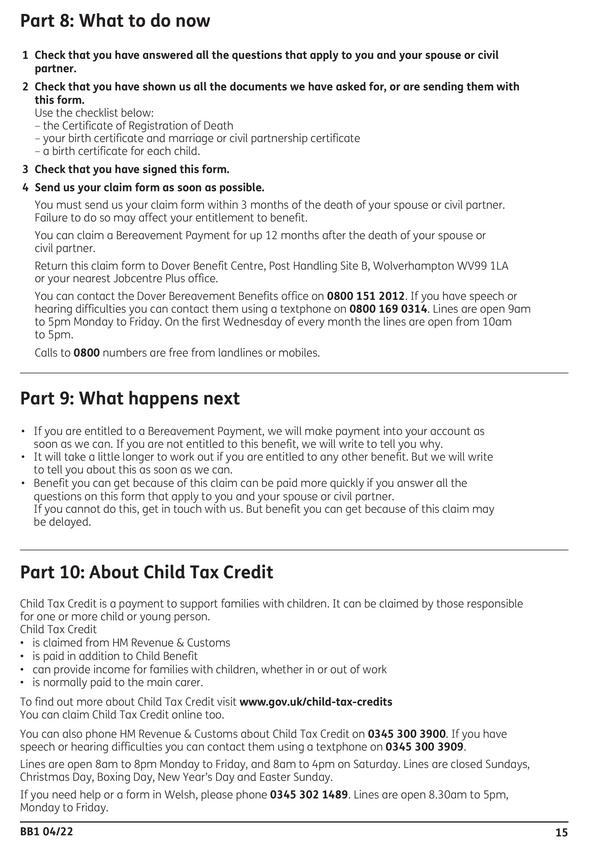 Part 8: What to do now
1 Check that you have answered all the questions that apply to you and your spouse or civil
partner.
2 Check that you have shown us all the documents we have asked for, or are sending them with
this form.
Use the checklist below:
– the Certificate of Registration of Death
– your birth certificate and marriage or civil partnership certificate
– a birth certificate for each child.
3 Check that you have signed this form.
4 Send us your claim form as soon as possible.
You must send us your claim form within 3 months of the death of your spouse or civil partner.
Failure to do so may affect your entitlement to benefit.
You can claim a Bereavement Payment for up 12 months after the death of your spouse or
civil partner.
Return this claim form to Dover Benefit Centre, Post Handling Site B, Wolverhampton WV99 1LA
or your nearest Jobcentre Plus office.
You can contact the Dover Bereavement Benefits office on 0800 151 2012. If you have speech or
hearing difficulties you can contact them using a textphone on 0800 169 0314. Lines are open 9am
to 5pm Monday to Friday. On the first Wednesday of every month the lines are open from 10am
to 5pm.
Calls to 0800 numbers are free from landlines or mobiles.
Part 9: What happens next
• If you are entitled to a Bereavement Payment, we will make payment into your account as
soon as we can. If you are not entitled to this benefit, we will write to tell you why.
• It will take a little longer to work out if you are entitled to any other benefit. But we will write
to tell you about this as soon as we can.
• Benefit you can get because of this claim can be paid more quickly if you answer all the
questions on this form that apply to you and your spouse or civil partner.
If you cannot do this, get in touch with us. But benefit you can get because of this claim may
be delayed.
Part 10: About Child Tax Credit
Child Tax Credit is a payment to support families with children. It can be claimed by those responsible
for one or more child or young person.
Child Tax Credit
• is claimed from HM Revenue & Customs
• is paid in addition to Child Benefit
• can provide income for families with children, whether in or out of work
• is normally paid to the main carer.
To find out more about Child Tax Credit visit www.gov.uk/child-tax-credits
You can claim Child Tax Credit online too.
You can also phone HM Revenue & Customs about Child Tax Credit on 0345 300 3900. If you have
speech or hearing difficulties you can contact them using a textphone on 0345 300 3909.
Lines are open 8am to 8pm Monday to Friday, and 8am to 4pm on Saturday. Lines are closed Sundays,
Christmas Day, Boxing Day, New Year's Day and Easter Sunday.
If you need help or a form in Welsh, please phone 0345 302 1489. Lines are open 8.30am to 5pm,
Monday to Friday.
BB1 04/22 15